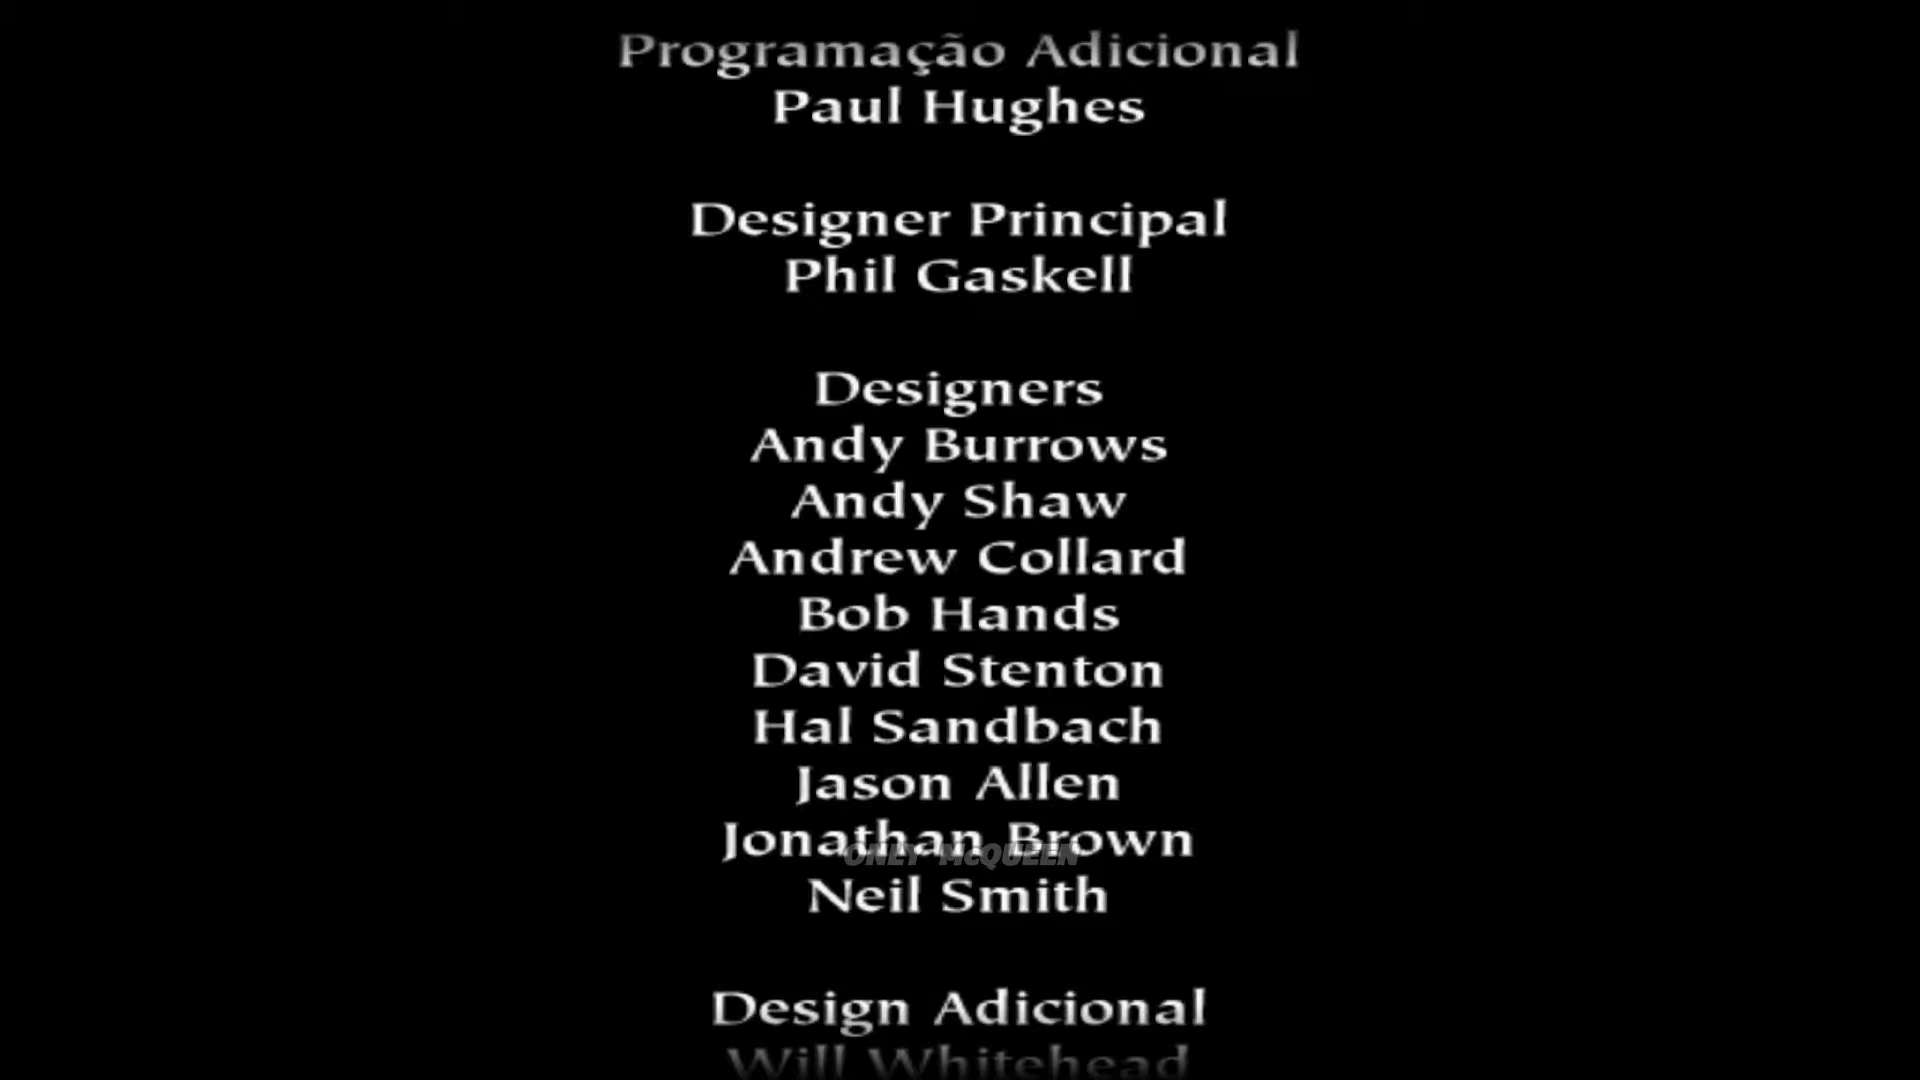 Programação Adicional
Paul Hughes
Designer Principal
Phil Gaskell
Designers
Andy Burrows
Andy Shaw
Andrew Collard
Bob Hands
David Stenton
Hal Sandbach
Jason Allen
Jonathan Brown
ONLY McQUEEN
Neil Smith
Design Adicional
Will Whitehead